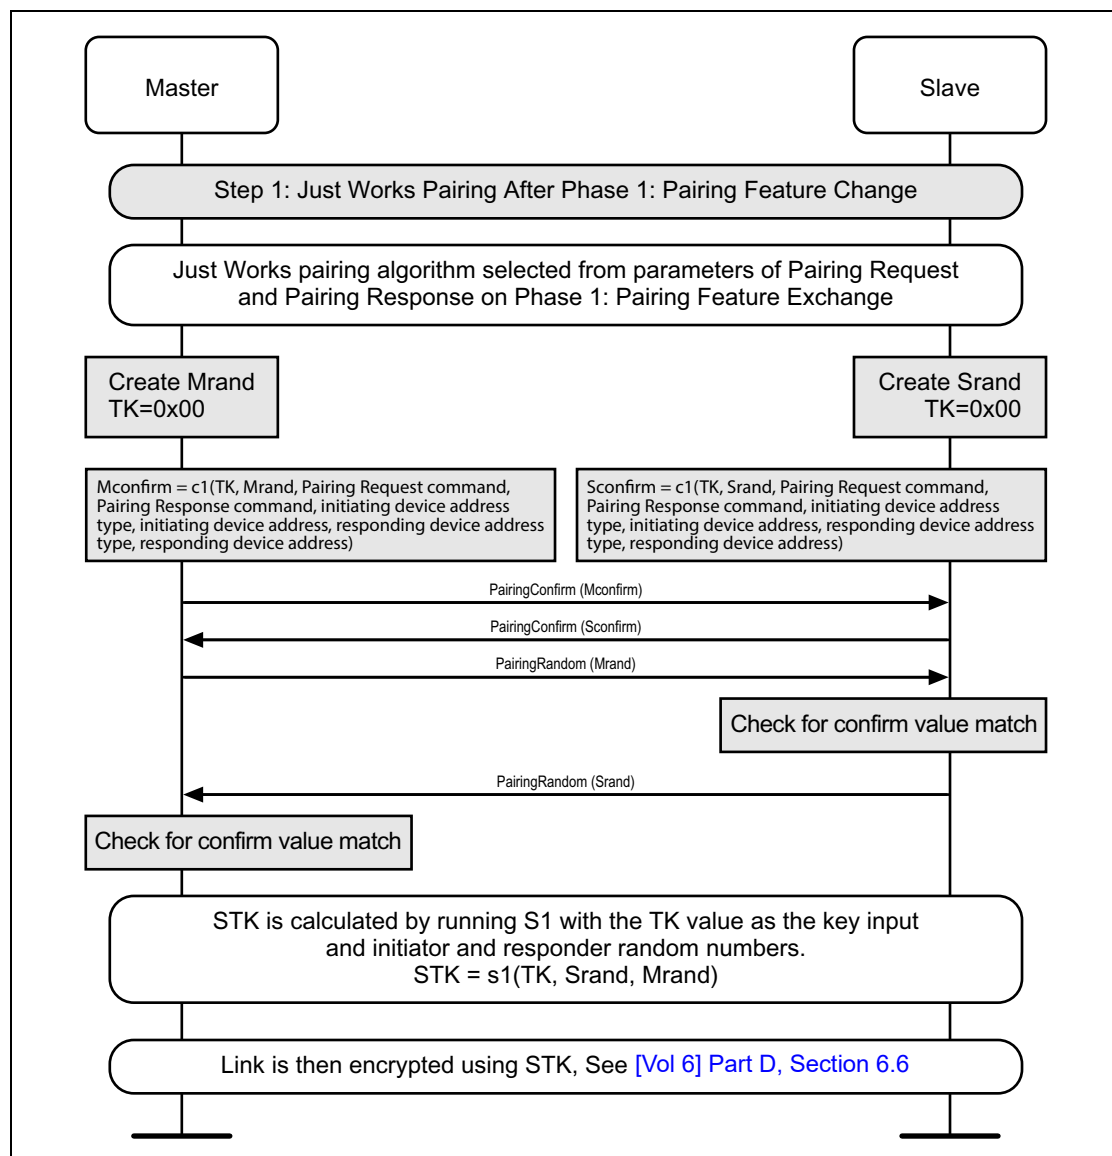 Master
Slave
Step 1: Just Works Pairing After Phase 1: Pairing Feature Change
Just Works pairing algorithm selected from parameters of Pairing Request
and Pairing Response on Phase 1: Pairing Feature Exchange
Create Mrand
TK=0x00
Create Srand
TK=0x00
Mconfirm = c1(TK, Mrand, Pairing Request command,
Pairing Response command, initiating device address
type, initiating device address, responding device address
type, responding device address)
Sconfirm = c1(TK, Srand, Pairing Request command,
Pairing Response command, initiating device address
type, initiating device address, responding device address
type, responding device address)
PairingConfirm (Mconfirm)
PairingConfirm (Sconfirm)
PairingRandom (Mrand)
Check for confirm value match
PairingRandom (Srand)
Check for confirm value match
STK is calculated by running S1 with the TK value as the key input
and initiator and responder random numbers.
STK = s1(TK, Srand, Mrand)
Link is then encrypted using STK, See [Vol 6] Part D, Section 6.6